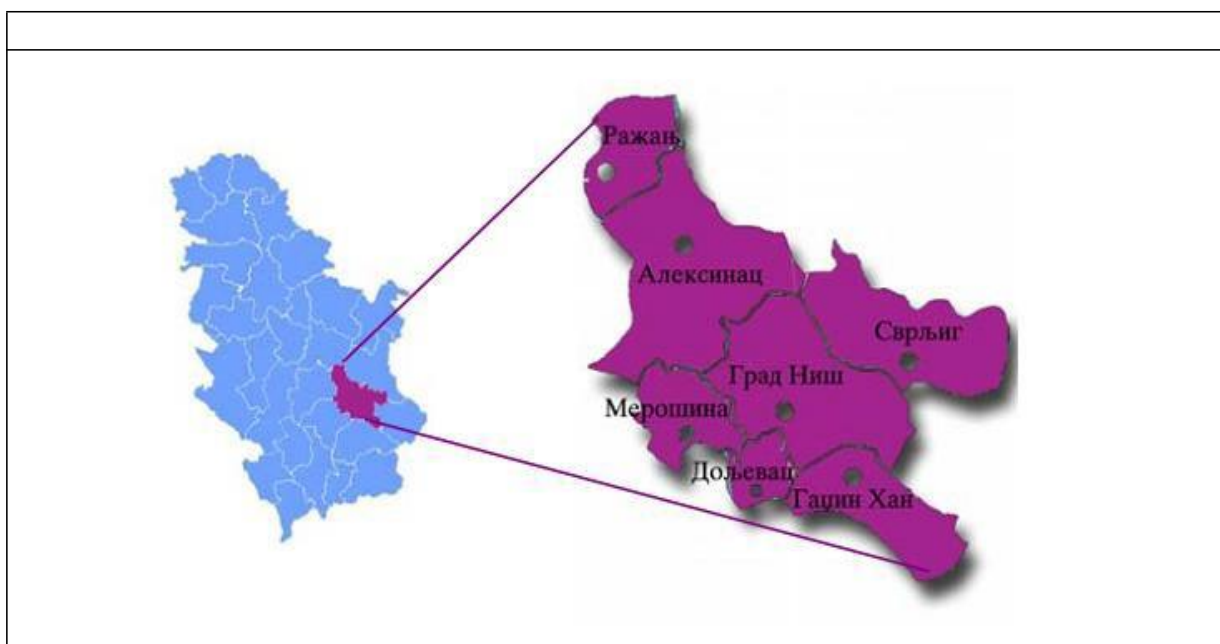 Ражањ
Алексинац
Сврљиг
Град Ниш
Мерошина
Дољевац
Гаџин Хан